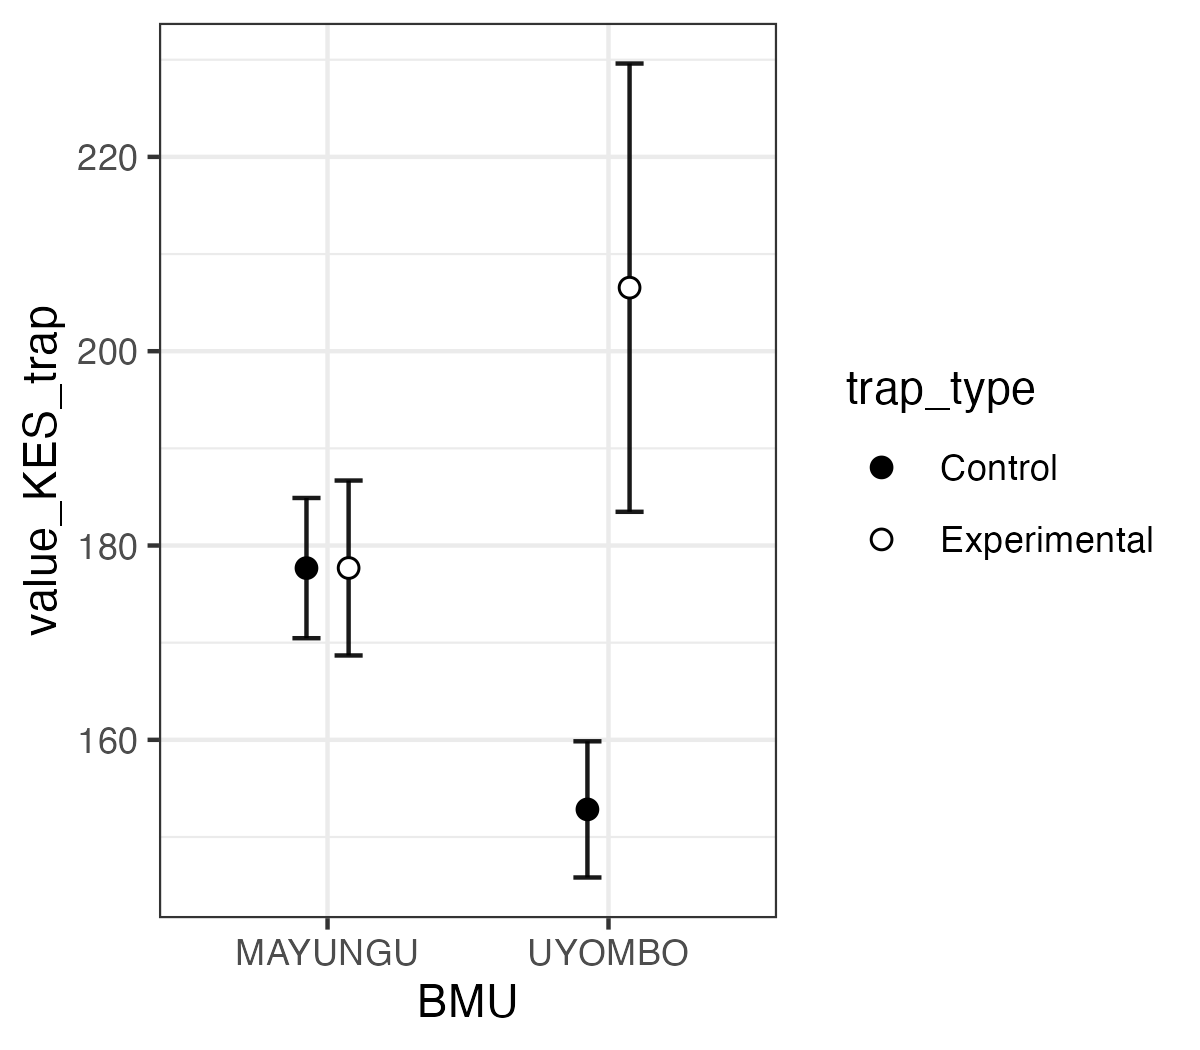 value_KES_trap
220
200
180
160
MAYUNGU
UYOMBO
BMU
trap_type
Control
Experimental